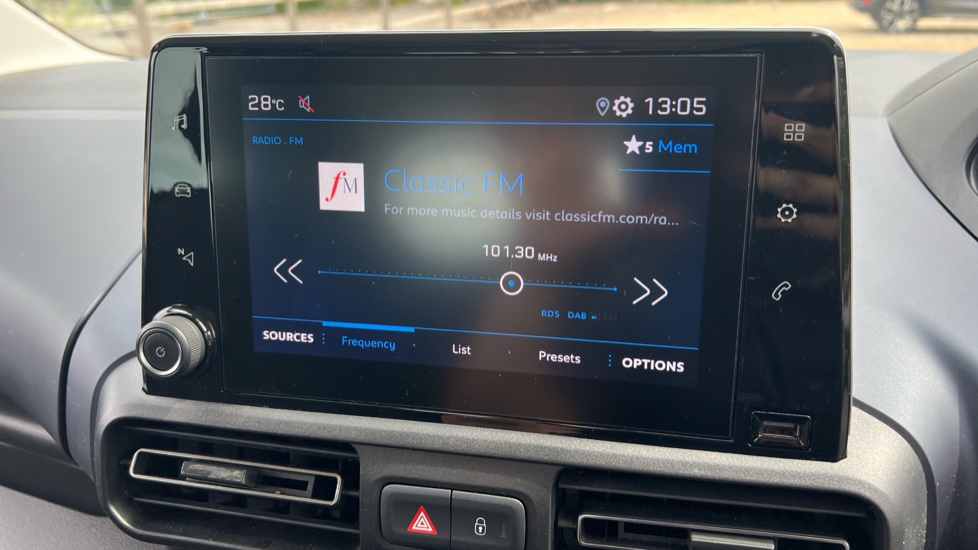 28°C 13:05
RADIO . FM
5 Mem
fM
Classic FM
For more music details visit classicfm.com/ra...
101.30 MHz
RDS DAB FM
SOURCES Frequency List Presets OPTIONS
N